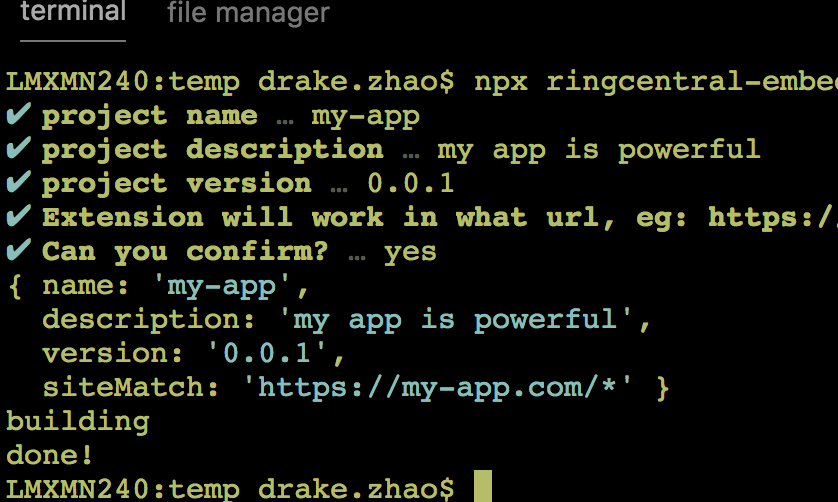 terminal file manager
LMXMN240:temp drake.zhao$ npx ringcentral-embe
✔ project name … my-app
✔ project description … my app is powerful
✔ project version … 0.0.1
✔ Extension will work in what url, eg: https:/
✔ Can you confirm? … yes
{ name: 'my-app',
description: 'my app is powerful',
version: '0.0.1',
siteMatch: 'https://my-app.com/*' }
building
done!
LMXMN240:temp drake.zhao$